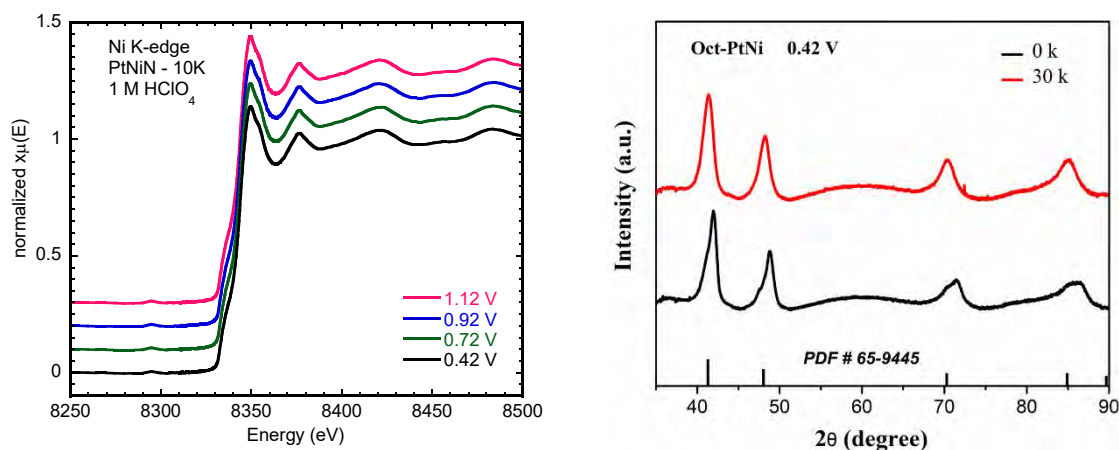 1.5
1
0.5
0
normalized xμ(E)
Ni K-edge
PtNiN - 10K
1 M HClO4
1.12 V
0.92 V
0.72 V
0.42 V
8250 8300 8350 8400 8450 8500
Energy (eV)
Oct-PtNi 0.42 V
0 k
30 k
Intensity (a.u.)
PDF # 65-9445
40 50 60 70 80 90
2θ (degree)